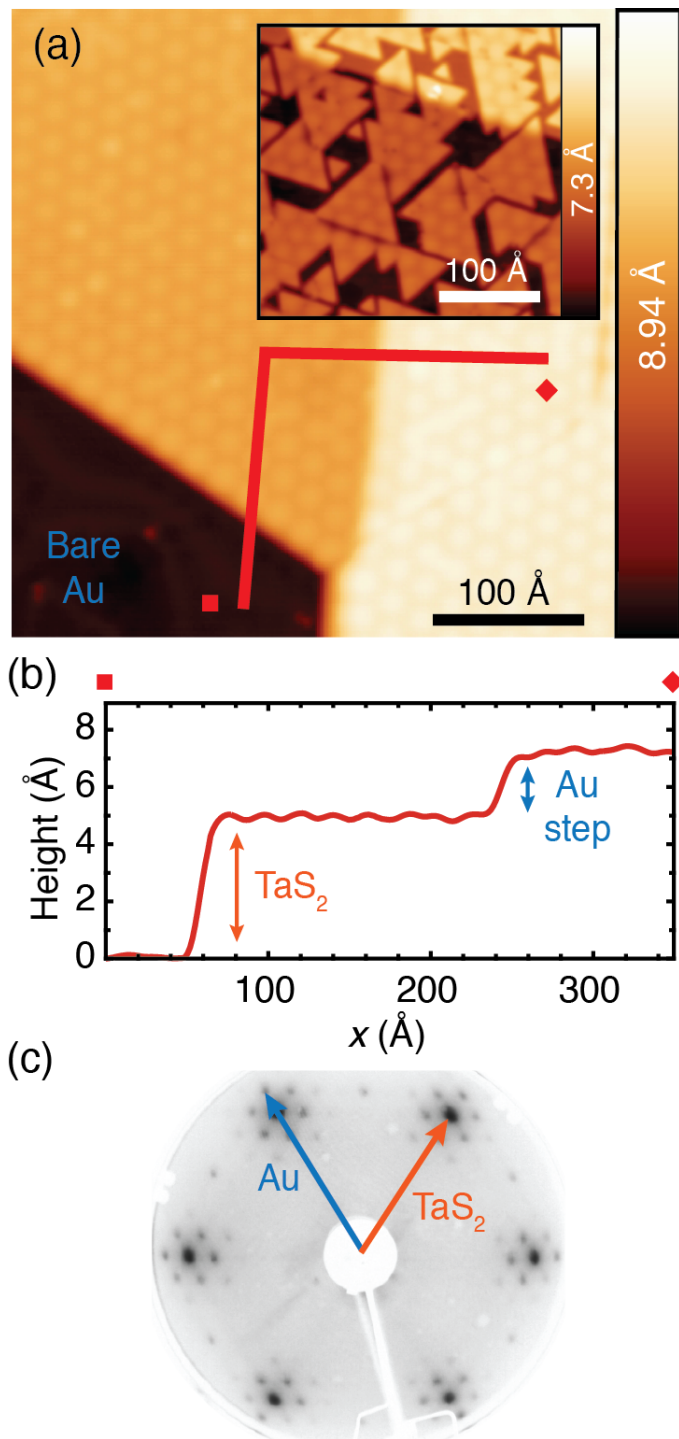 (a)
7.3 Å
100 Å
8.94 Å
Bare
Au
100 Å
(b)
8
6
4
2
0
Height (Å)
TaS₂
Au
step
100
200
300
x (Å)
(c)
Au
TaS₂